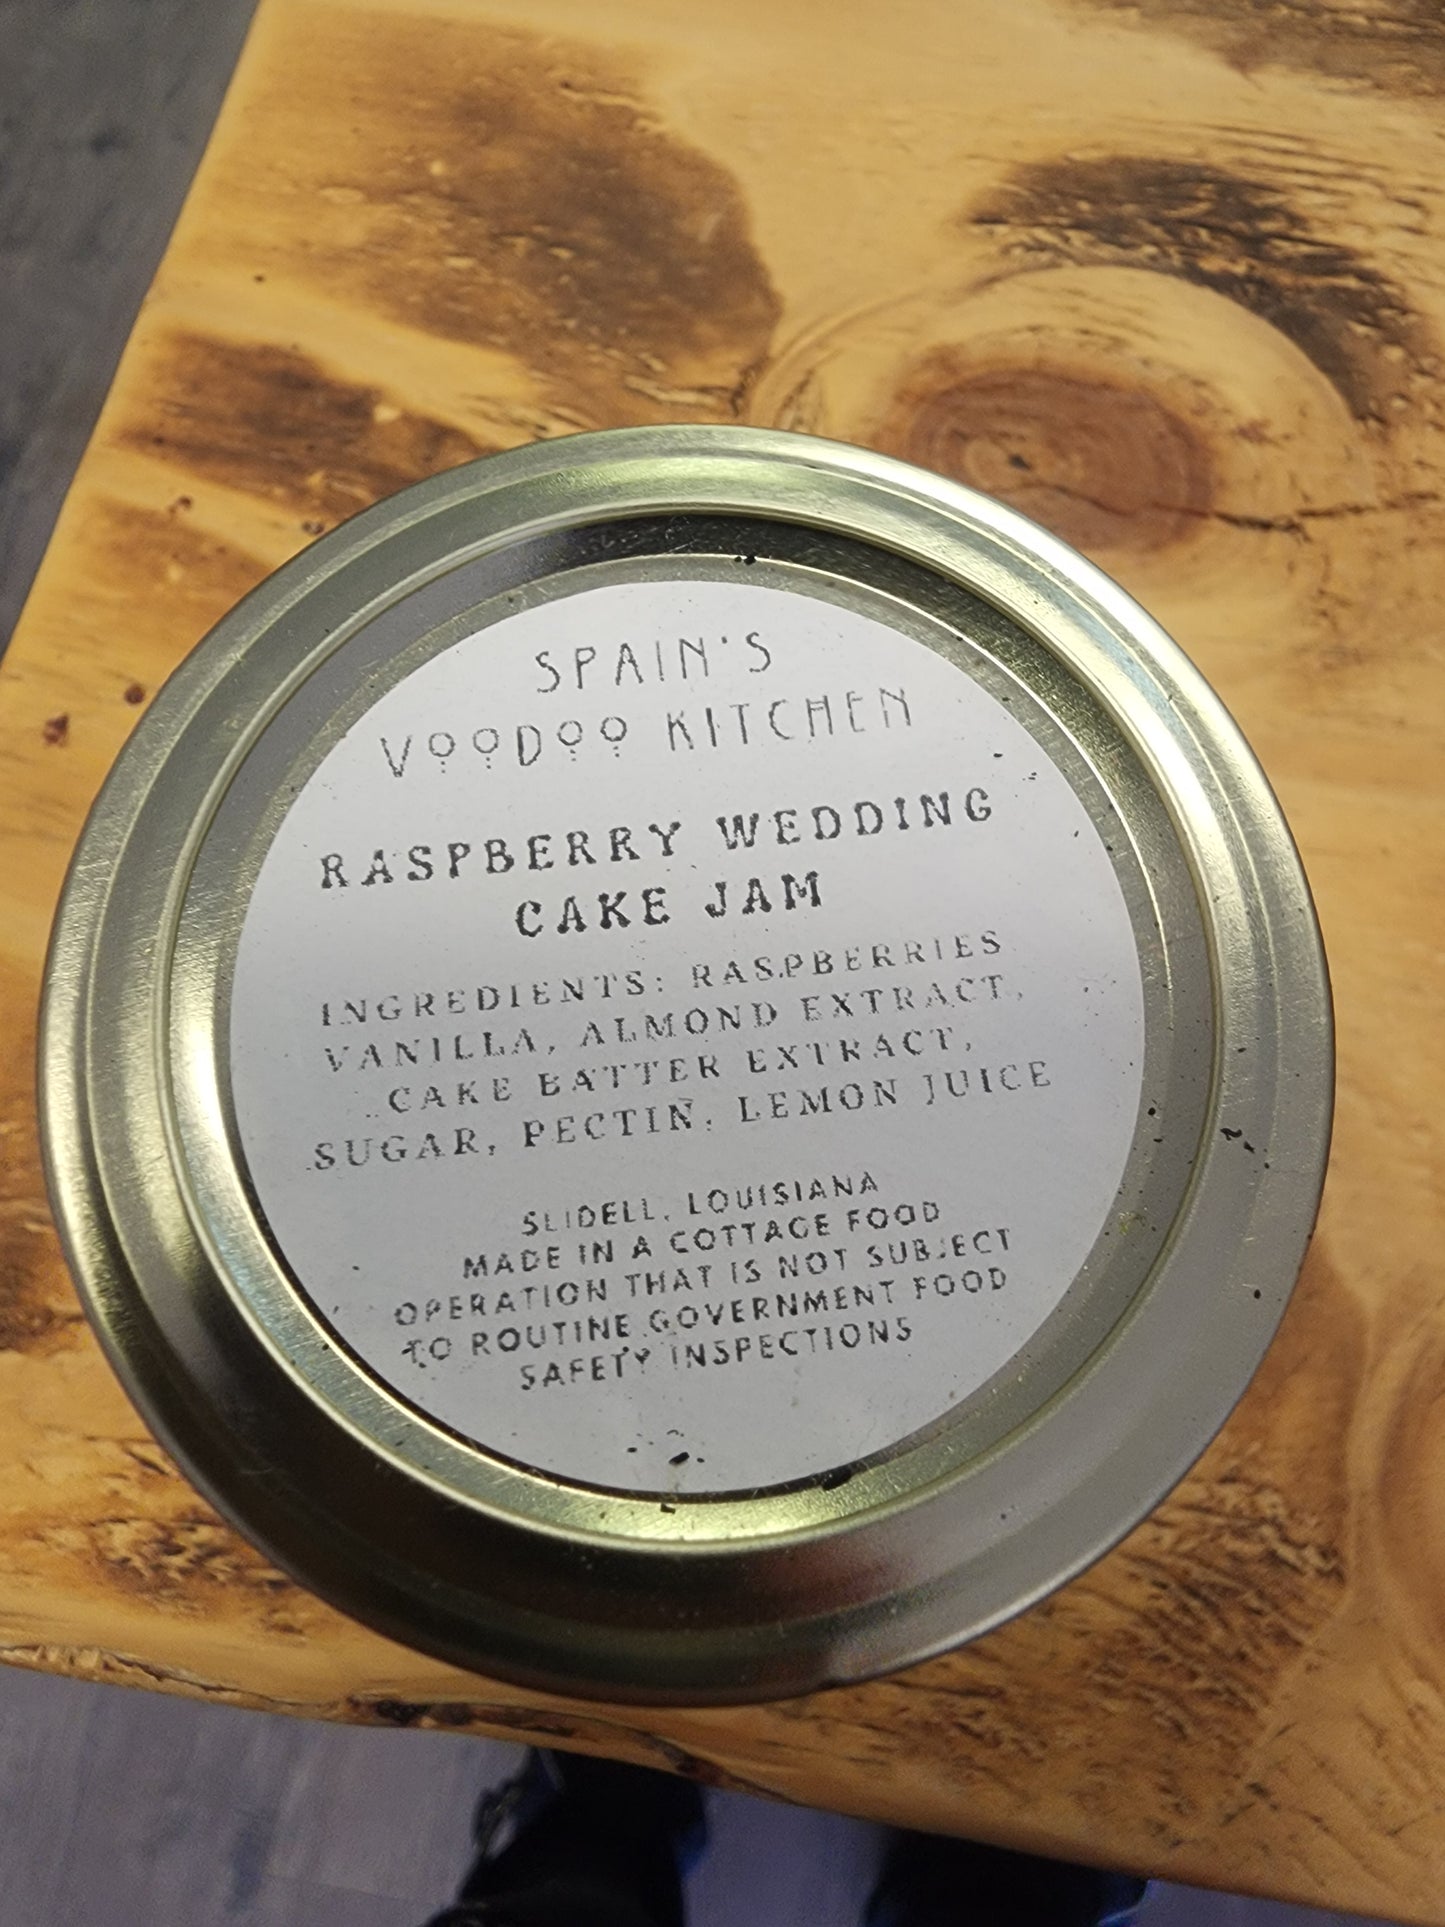 SPAIN'S
VOODOO KITCHEN
RASPBERRY WEDDING
CAKE JAM
INGREDIENTS: RASPBERRIES
VANILLA, ALMOND EXTRACT,
CAKE BATTER EXTRACT,
SUGAR, PECTIN, LEMON JUICE
SLIDELL, LOUISIANA
MADE IN A COTTAGE FOOD
OPERATION THAT IS NOT SUBJECT
TO ROUTINE GOVERNMENT FOOD
SAFETY INSPECTIONS